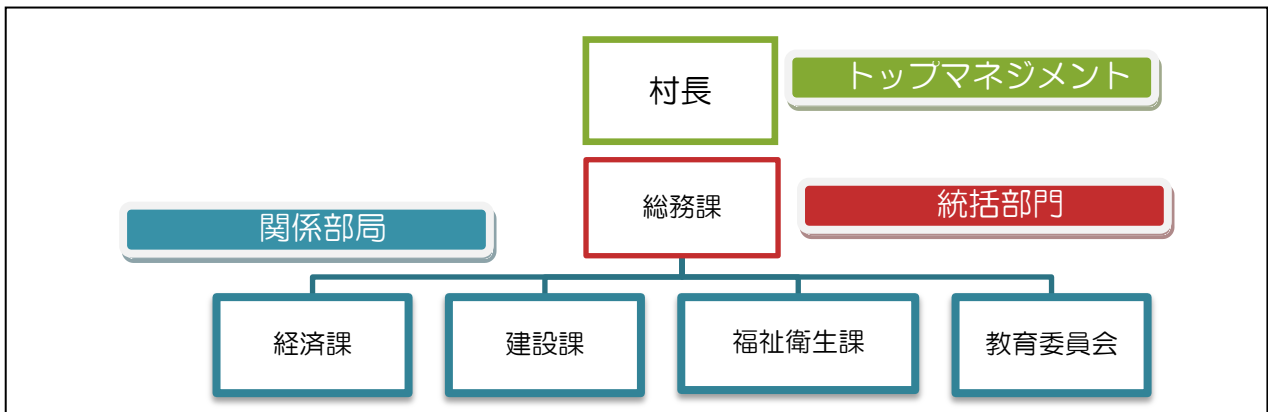 村長
トップマネジメント
総務課
統括部門
関係部局
経済課
建設課
福祉衛生課
教育委員会